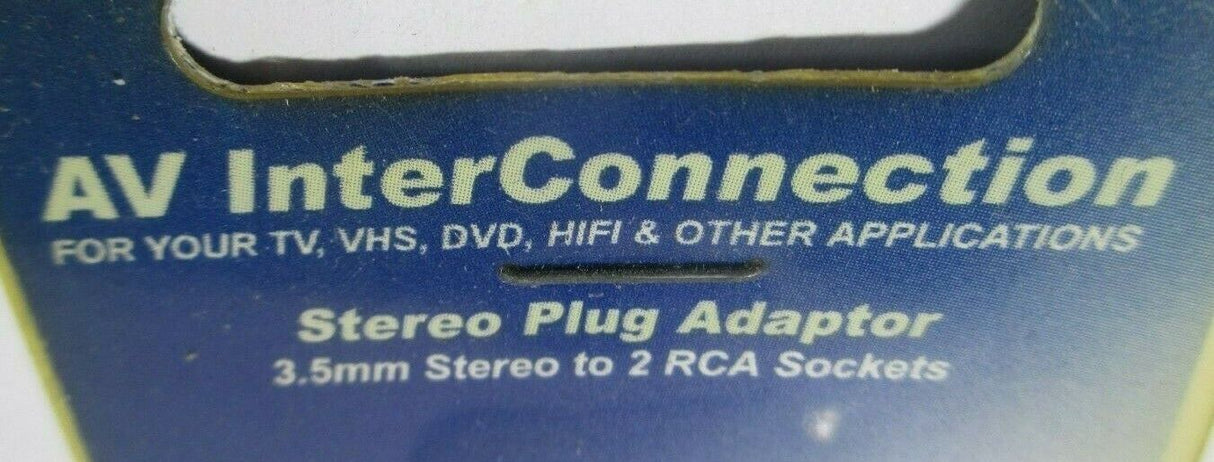 AV InterConnection
FOR YOUR TV, VHS, DVD, HIFI & OTHER APPLICATIONS
Stereo Plug Adaptor
3.5mm Stereo to 2 RCA Sockets